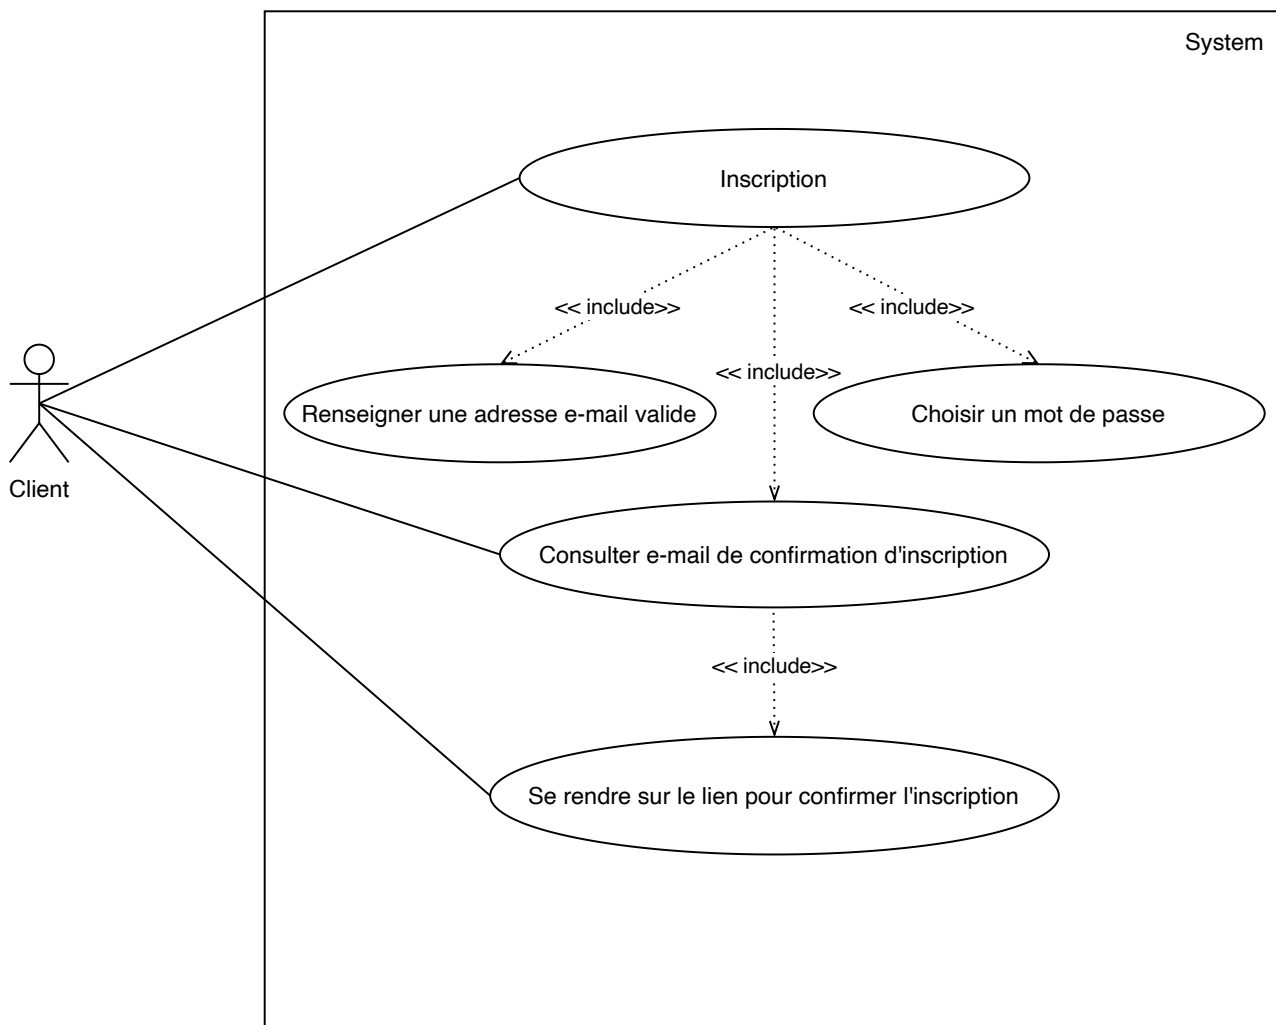 System
Inscription
<< include>>
<< include>>
<< include>>
Renseigner une adresse e-mail valide
Choisir un mot de passe
Client
Consulter e-mail de confirmation d'inscription
<< include>>
Se rendre sur le lien pour confirmer l'inscription